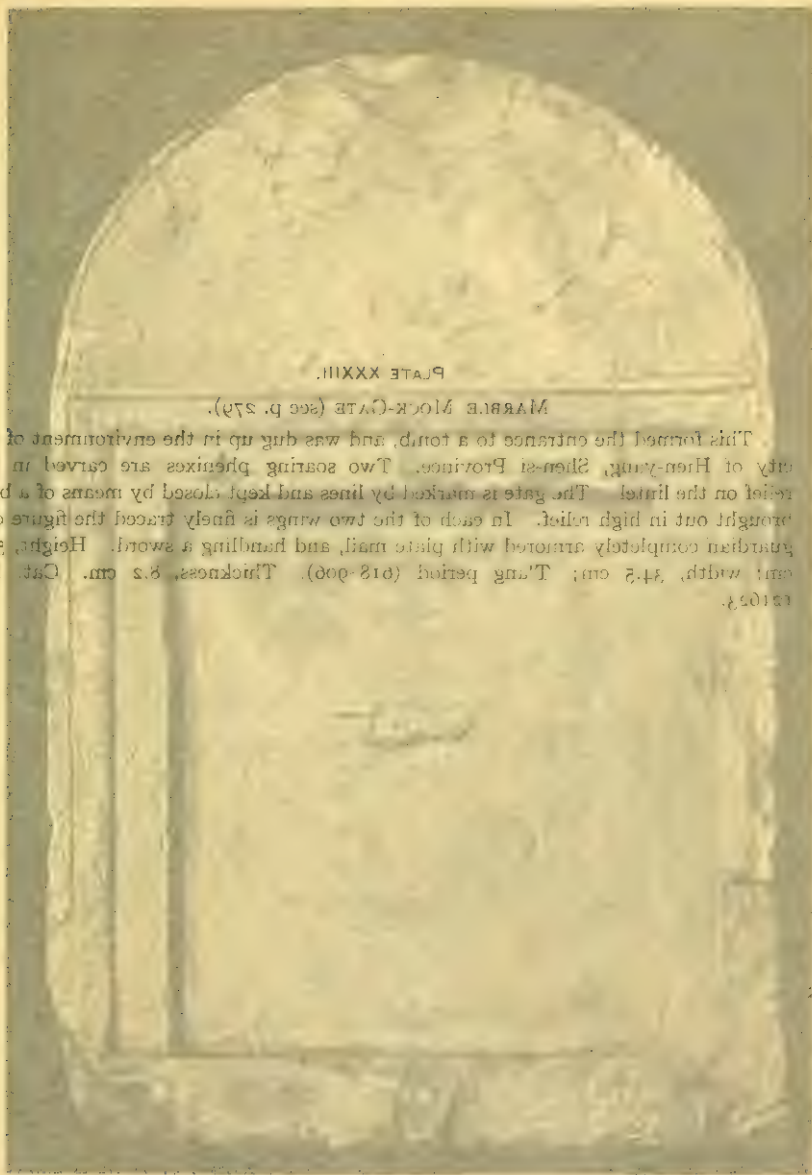 PLATE XXXIII.
MARBLE MOCK-GATE (see p. 279).
This formed the entrance to a tomb, and was dug up in the environment of
city of Hien-yang, Shen-si Province. Two soaring phenixes are carved in
relief on the lintel. The gate is marked by lines and kept closed by means of a b
brought out in high relief. In each of the two wings is finely traced the figure
guardian completely armored with plate mail, and handling a sword. Height,
cm; width, 34.5 cm; T'ang period (618-906). Thickness, 8.2 cm. Cat.
121623.